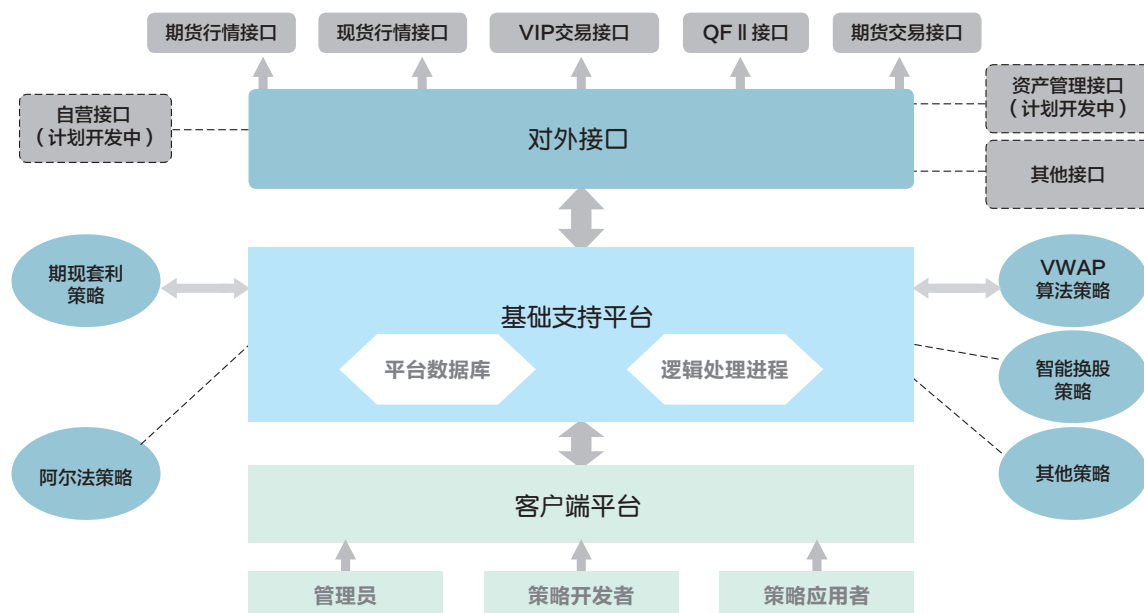 期货行情接口
现货行情接口
VIP交易接口
QFⅡ接口
期货交易接口
自营接口
（计划开发中）
对外接口
资产管理接口
（计划开发中）
其他接口
期现套利
策略
基础支持平台
平台数据库
逻辑处理进程
VWAP
算法策略
智能换股
策略
阿尔法策略
其他策略
客户端平台
管理员
策略开发者
策略应用者